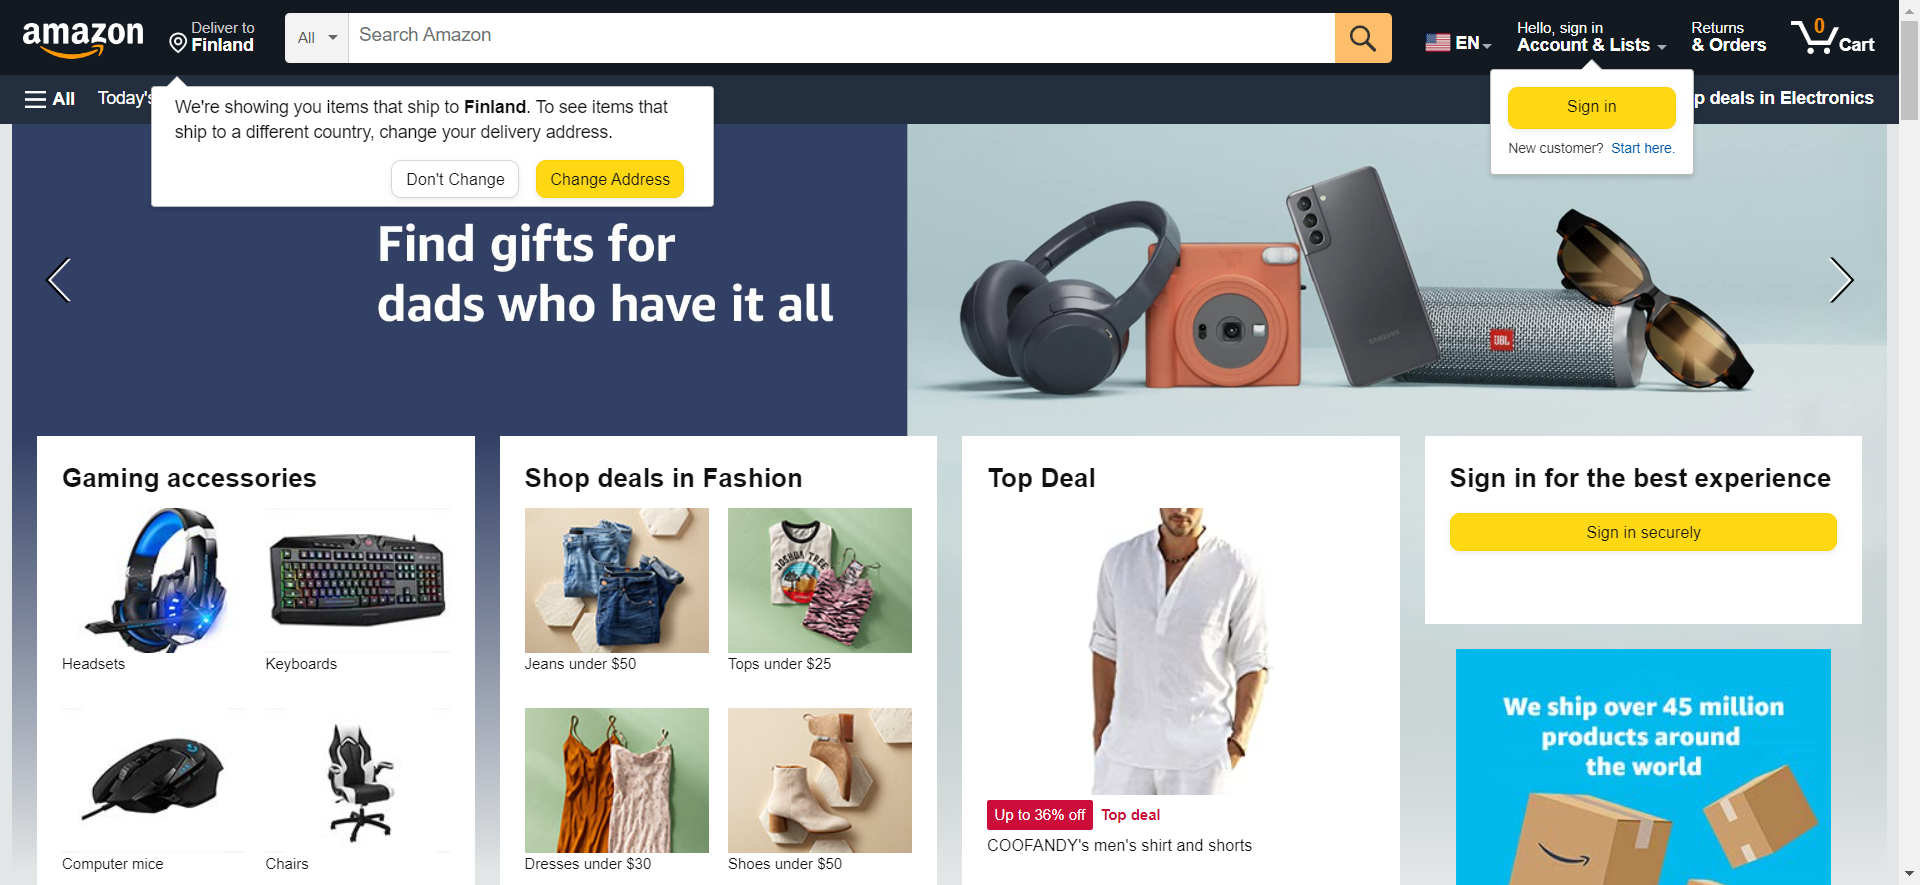 amazon
Deliver to
Finland
All
Search Amazon
EN
Hello, sign in
Account & Lists
Returns
& Orders
0
Cart
All
Today's
p deals in Electronics
We're showing you items that ship to Finland. To see items that
ship to a different country, change your delivery address.
Don't Change
Change Address
Sign in
New customer? Start here.
Find gifts for
dads who have it all
SAMSUNG
JBL
Gaming accessories
Headsets
Keyboards
Computer mice
Chairs
Shop deals in Fashion
JOSHUA TREE
Jeans under $50
Tops under $25
Dresses under $30
Shoes under $50
Top Deal
Up to 36% off
Top deal
COOFANDY's men's shirt and shorts
Sign in for the best experience
Sign in securely
We ship over 45 million
products around
the world